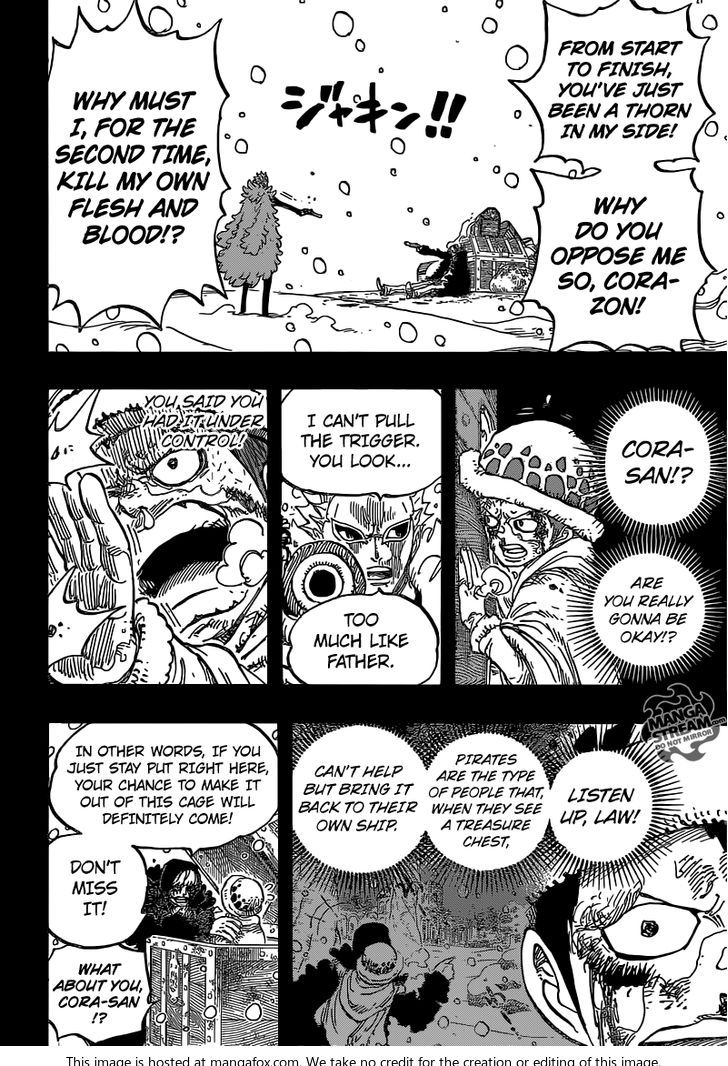 FROM START
TO FINISH,
YOU'VE JUST
BEEN A THORN
IN MY SIDE!
WHY
DO YOU
OPPOSE ME
SO, CORA-
ZON!
ジャキン!!
WHY MUST
I, FOR THE
SECOND TIME,
KILL MY OWN
FLESH AND
BLOOD!?
CORA-
SAN!?
ARE
YOU REALLY
GONNA BE
OKAY!?
I CAN'T PULL
THE TRIGGER.
YOU LOOK...
TOO
MUCH LIKE
FATHER.
YOU SAID YOU
HAD IT UNDER
CONTROL!
MANGA
STREAM.COM
DO NOT MIRROR
LISTEN
UP, LAW!
PIRATES
ARE THE TYPE
OF PEOPLE THAT,
WHEN THEY SEE
A TREASURE
CHEST,
CAN'T HELP
BUT BRING IT
BACK TO THEIR
OWN SHIP.
IN OTHER WORDS, IF YOU
JUST STAY PUT RIGHT HERE,
YOUR CHANCE TO MAKE IT
OUT OF THIS CAGE WILL
DEFINITELY COME!
DON'T
MISS
IT!
WHAT
ABOUT YOU,
CORA-SAN
!?
This image is hosted at mangafox.com. We take no credit for the creation or editing of this image.